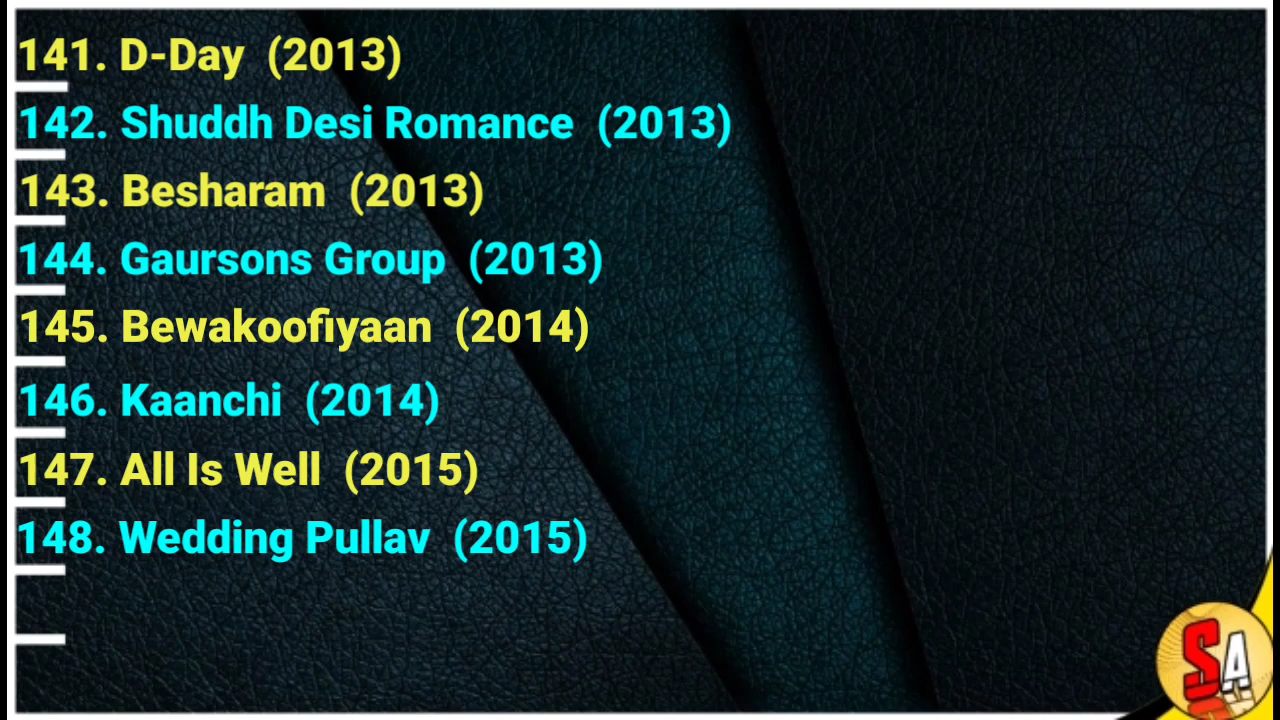 141. D-Day (2013)
142. Shuddh Desi Romance (2013)
143. Besharam (2013)
144. Gaursons Group (2013)
145. Bewakoofiyaan (2014)
146. Kaanchi (2014)
147. All Is Well (2015)
148. Wedding Pullav (2015)
SA